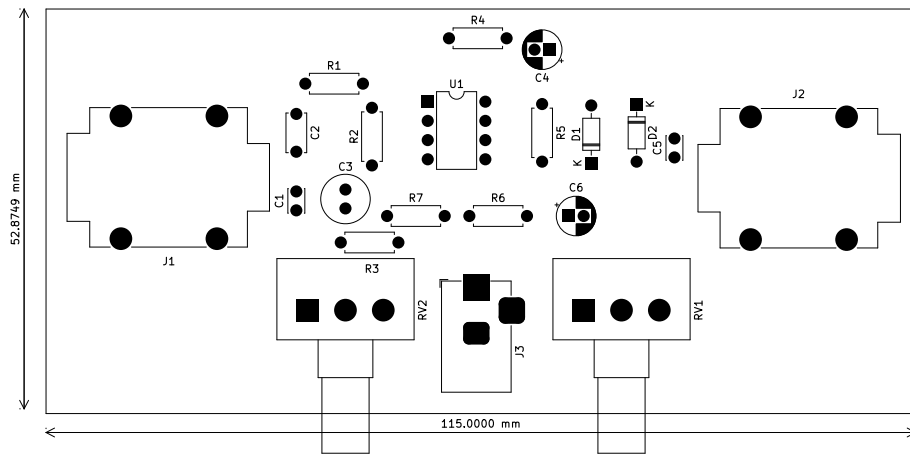 R4
C4
R1
U1
K
J2
C2
R2
R5
D1
D2
C5
K
C3
C6
C1
R7
R6
J1
R3
RV2
J3
RV1
52.8749 mm
115.0000 mm
+
+